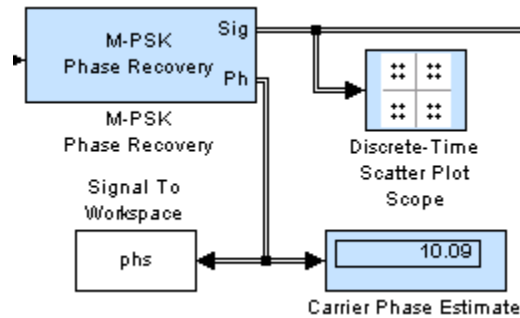 M-PSK
Phase Recovery
Sig
Ph
M-PSK
Phase Recovery
Discrete-Time
Scatter Plot
Scope
Signal To
Workspace
phs
10.09
Carrier Phase Estimate